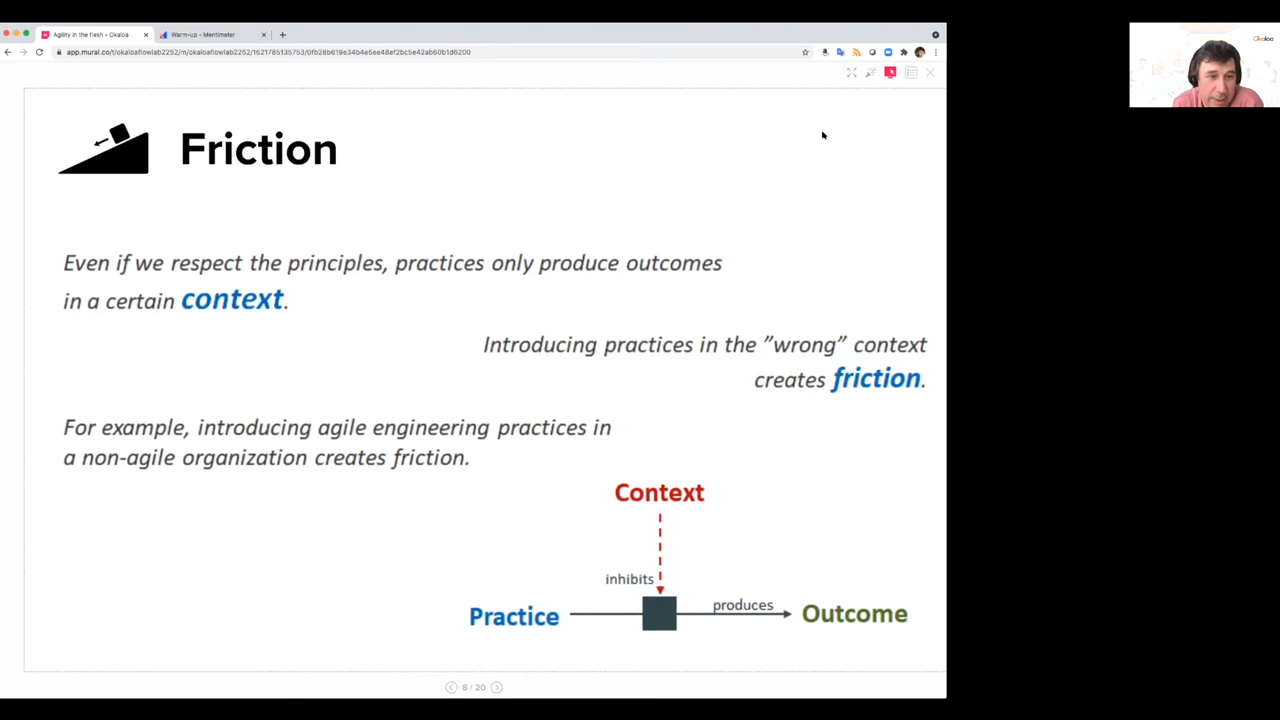 Agility in the flesh • Okaloa
Warm-up - Mentimeter
app.mural.co/t/okaloaflowlab2252/m/okaloaflowlab2252/1621785135753/0fb28b619e34b4e5ee48ef2bc5e42ab60b1d6200
Okaloa
Friction
Even if we respect the principles, practices only produce outcomes
in a certain context.
Introducing practices in the ”wrong” context
creates friction.
For example, introducing agile engineering practices in
a non-agile organization creates friction.
Context
inhibits
produces
Practice
Outcome
8 / 20